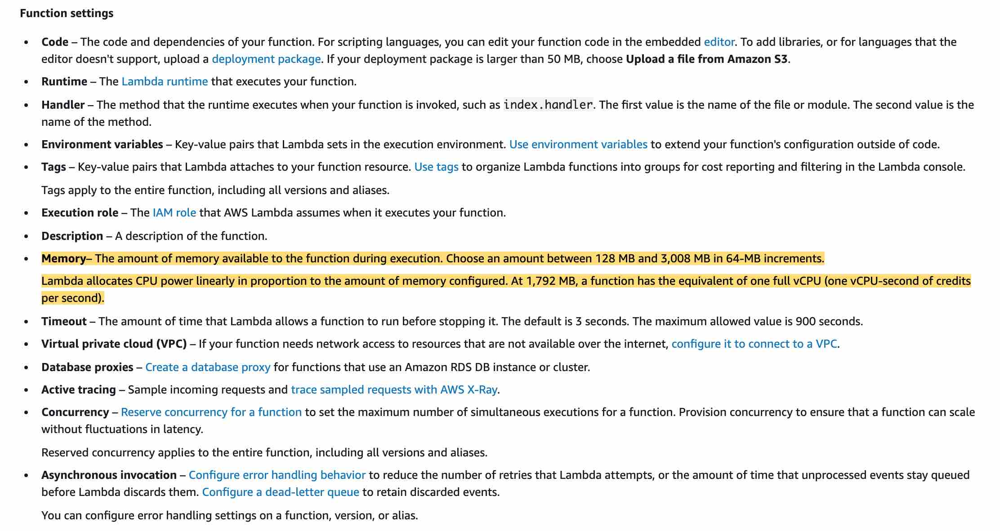 Function settings
• Code – The code and dependencies of your function. For scripting languages, you can edit your function code in the embedded editor. To add libraries, or for languages that the
editor doesn't support, upload a deployment package. If your deployment package is larger than 50 MB, choose Upload a file from Amazon S3.
• Runtime – The Lambda runtime that executes your function.
• Handler – The method that the runtime executes when your function is invoked, such as index.handler. The first value is the name of the file or module. The second value is the
name of the method.
• Environment variables – Key-value pairs that Lambda sets in the execution environment. Use environment variables to extend your function's configuration outside of code.
• Tags – Key-value pairs that Lambda attaches to your function resource. Use tags to organize Lambda functions into groups for cost reporting and filtering in the Lambda console.
Tags apply to the entire function, including all versions and aliases.
• Execution role – The IAM role that AWS Lambda assumes when it executes your function.
• Description – A description of the function.
• Memory– The amount of memory available to the function during execution. Choose an amount between 128 MB and 3,008 MB in 64-MB increments.
Lambda allocates CPU power linearly in proportion to the amount of memory configured. At 1,792 MB, a function has the equivalent of one full vCPU (one vCPU-second of credits
per second).
• Timeout – The amount of time that Lambda allows a function to run before stopping it. The default is 3 seconds. The maximum allowed value is 900 seconds.
• Virtual private cloud (VPC) – If your function needs network access to resources that are not available over the internet, configure it to connect to a VPC.
• Database proxies – Create a database proxy for functions that use an Amazon RDS DB instance or cluster.
• Active tracing – Sample incoming requests and trace sampled requests with AWS X-Ray.
• Concurrency – Reserve concurrency for a function to set the maximum number of simultaneous executions for a function. Provision concurrency to ensure that a function can scale
without fluctuations in latency.
Reserved concurrency applies to the entire function, including all versions and aliases.
• Asynchronous invocation – Configure error handling behavior to reduce the number of retries that Lambda attempts, or the amount of time that unprocessed events stay queued
before Lambda discards them. Configure a dead-letter queue to retain discarded events.
You can configure error handling settings on a function, version, or alias.